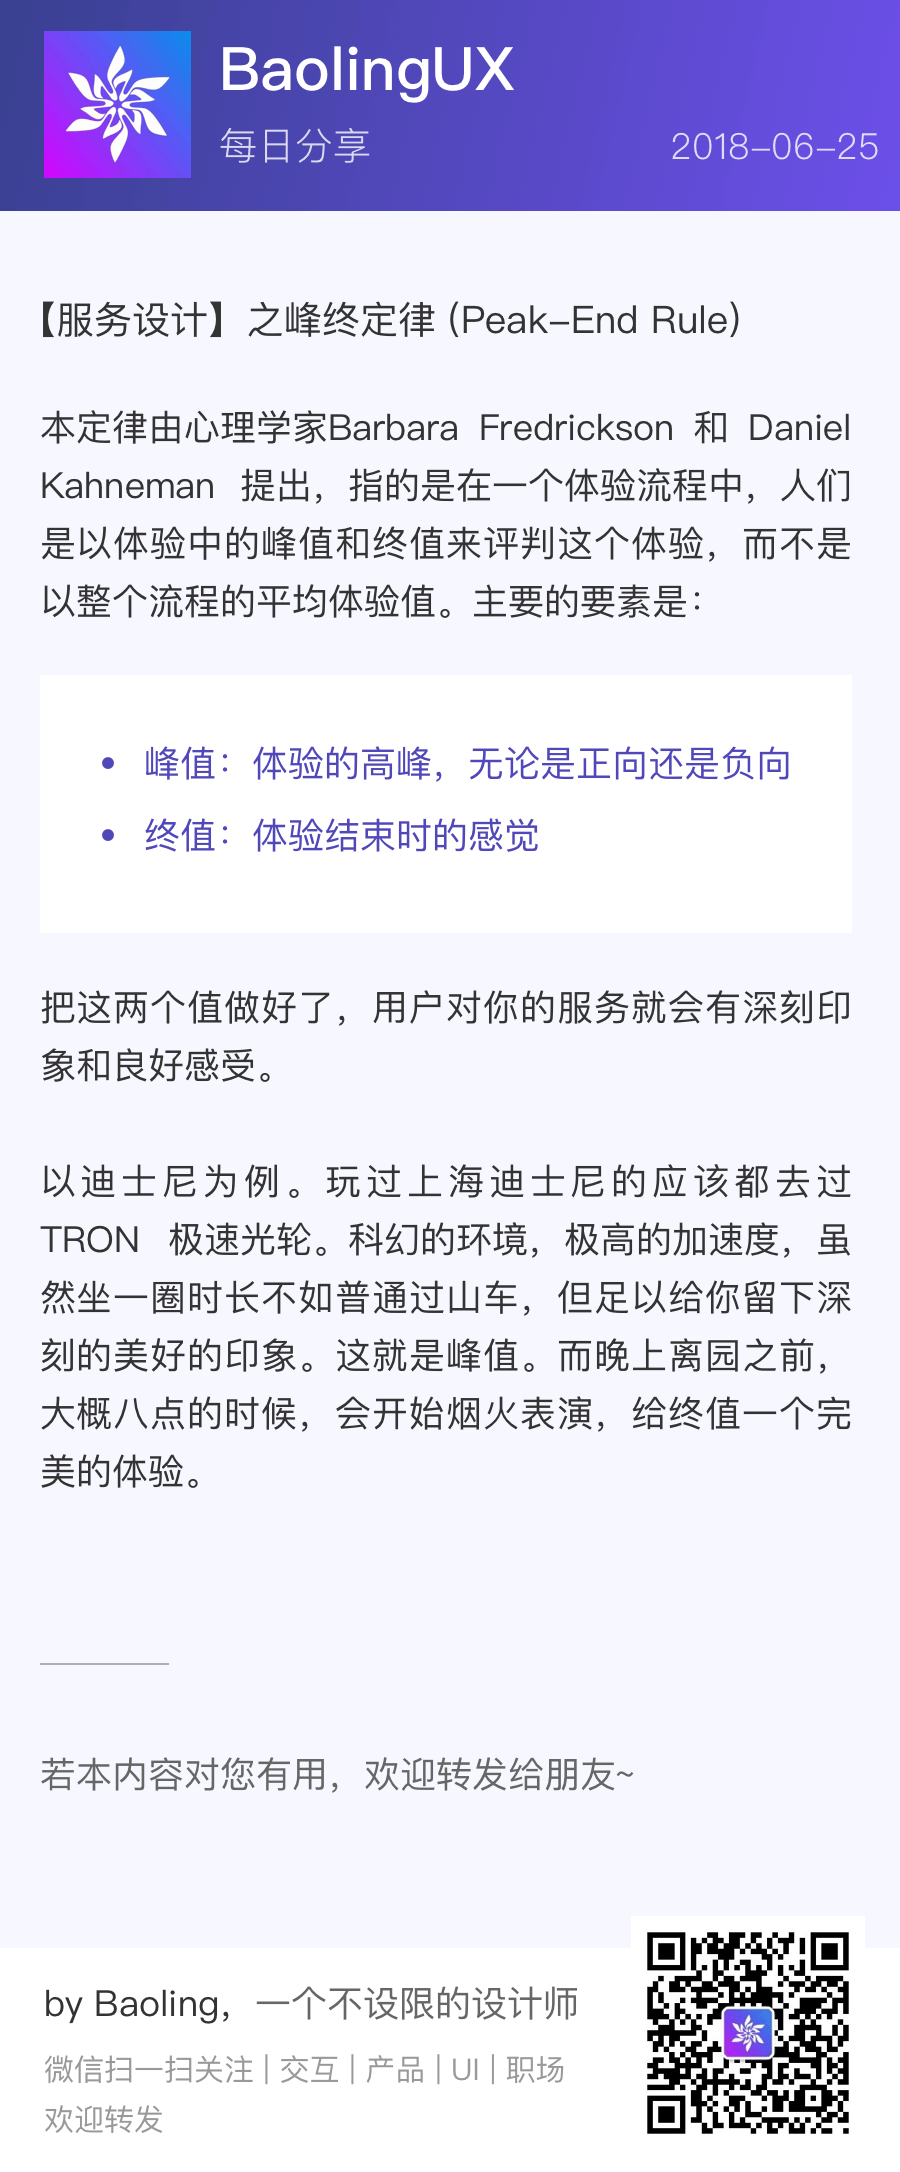 BaolingUX
每日分享
2018-06-25
【服务设计】之峰终定律 (Peak-End Rule)
本定律由心理学家Barbara Fredrickson 和 Daniel
Kahneman 提出，指的是在一个体验流程中，人们
是以体验中的峰值和终值来评判这个体验，而不是
以整个流程的平均体验值。主要的要素是：
• 峰值：体验的高峰，无论是正向还是负向
• 终值：体验结束时的感觉
把这两个值做好了，用户对你的服务就会有深刻印
象和良好感受。
以迪士尼为例。玩过上海迪士尼的应该都去过
TRON 极速光轮。科幻的环境，极高的加速度，虽
然坐一圈时长不如普通过山车，但足以给你留下深
刻的美好的印象。这就是峰值。而晚上离园之前，
大概八点的时候，会开始烟火表演，给终值一个完
美的体验。
若本内容对您有用，欢迎转发给朋友~
by Baoling，一个不设限的设计师
微信扫一扫关注 | 交互 | 产品 | UI | 职场
欢迎转发